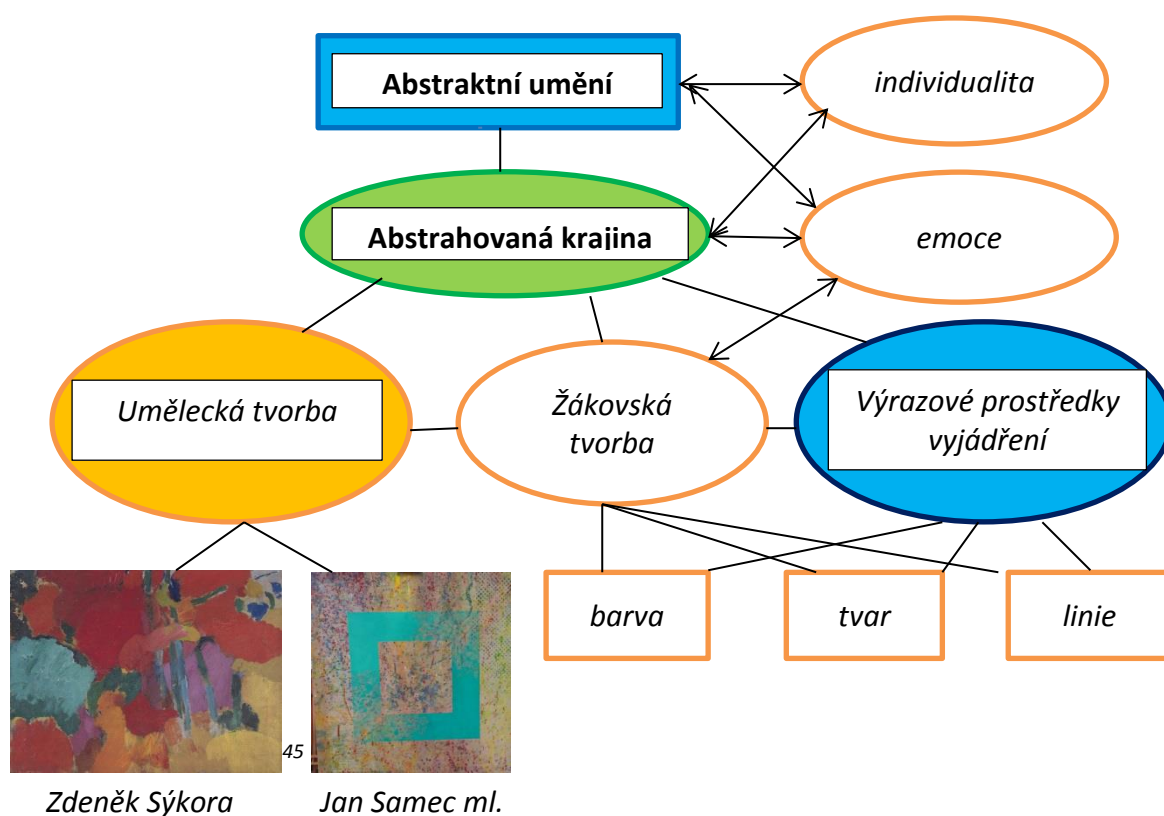 Abstraktní umění
individualita
Abstrahovaná krajina
emoce
Umělecká tvorba
Žákovská
tvorba
Výrazové prostředky
vyjádření
barva
tvar
linie
45
Zdeněk Sýkora
Jan Samec ml.